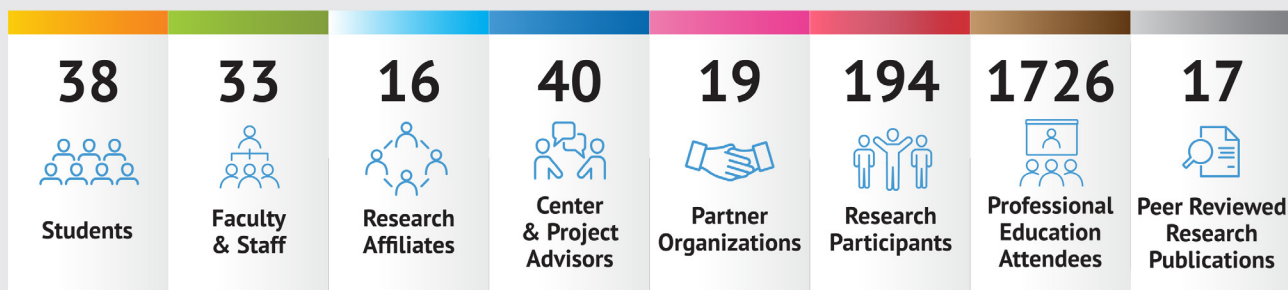 38
Students
33
Faculty
& Staff
16
Research
Affiliates
40
Center
& Project
Advisors
19
Partner
Organizations
194
Research
Participants
1726
Professional
Education
Attendees
17
Peer Reviewed
Research
Publications